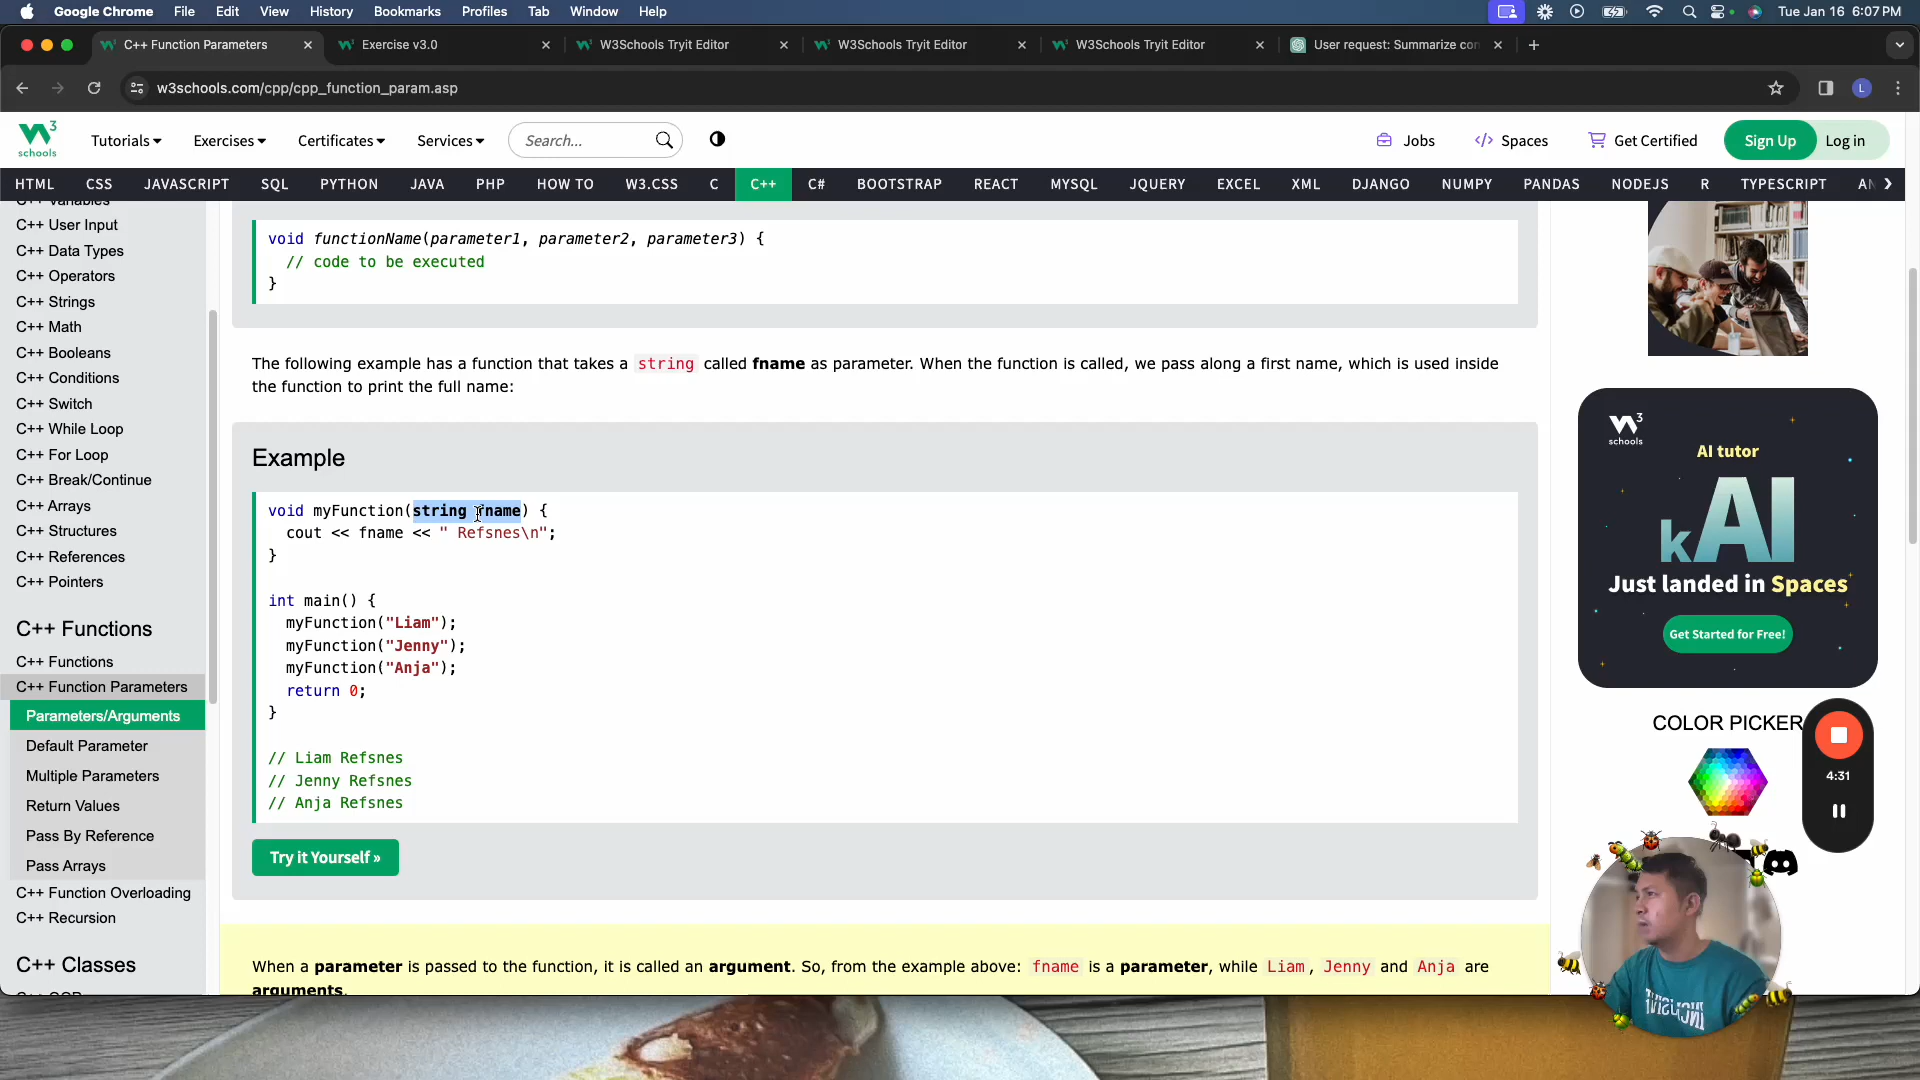 Google Chrome File Edit View History Bookmarks Profiles Tab Window Help Tue Jan 16 6:07 PM
C++ Function Parameters Exercise v3.0 W3Schools Tryit Editor W3Schools Tryit Editor W3Schools Tryit Editor User request: Summarize con
w3schools.com/cpp/cpp_function_param.asp L
W3 schools Tutorials Exercises Certificates Services Search... Jobs Spaces Get Certified Sign Up Log in
HTML CSS JAVASCRIPT SQL PYTHON JAVA PHP HOW TO W3.CSS C C++ C# BOOTSTRAP REACT MYSQL JQUERY EXCEL XML DJANGO NUMPY PANDAS NODEJS R TYPESCRIPT AN
C++ Variables
C++ User Input
C++ Data Types
C++ Operators
C++ Strings
C++ Math
C++ Booleans
C++ Conditions
C++ Switch
C++ While Loop
C++ For Loop
C++ Break/Continue
C++ Arrays
C++ Structures
C++ References
C++ Pointers
C++ Functions
C++ Functions
C++ Function Parameters
Parameters/Arguments
Default Parameter
Multiple Parameters
Return Values
Pass By Reference
Pass Arrays
C++ Function Overloading
C++ Recursion
C++ Classes
void functionName(parameter1, parameter2, parameter3) {
// code to be executed
}
The following example has a function that takes a string called fname as parameter. When the function is called, we pass along a first name, which is used inside
the function to print the full name:
Example
void myFunction(string fname) {
cout << fname << " Refsnes\n";
}
int main() {
myFunction("Liam");
myFunction("Jenny");
myFunction("Anja");
return 0;
}
// Liam Refsnes
// Jenny Refsnes
// Anja Refsnes
Try it Yourself »
When a parameter is passed to the function, it is called an argument. So, from the example above: fname is a parameter, while Liam, Jenny and Anja are
arguments.
W3 schools
AI tutor
kAI
Just landed in Spaces
Get Started for Free!
COLOR PICKER
4:31